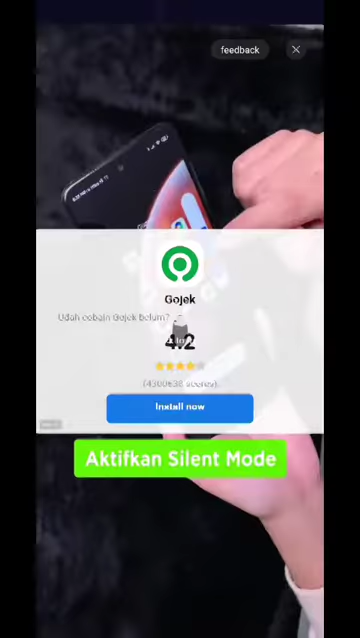 feedback
Gojek
Udah cobain Gojek belum?
4.2
Install now
Aktifkan Silent Mode